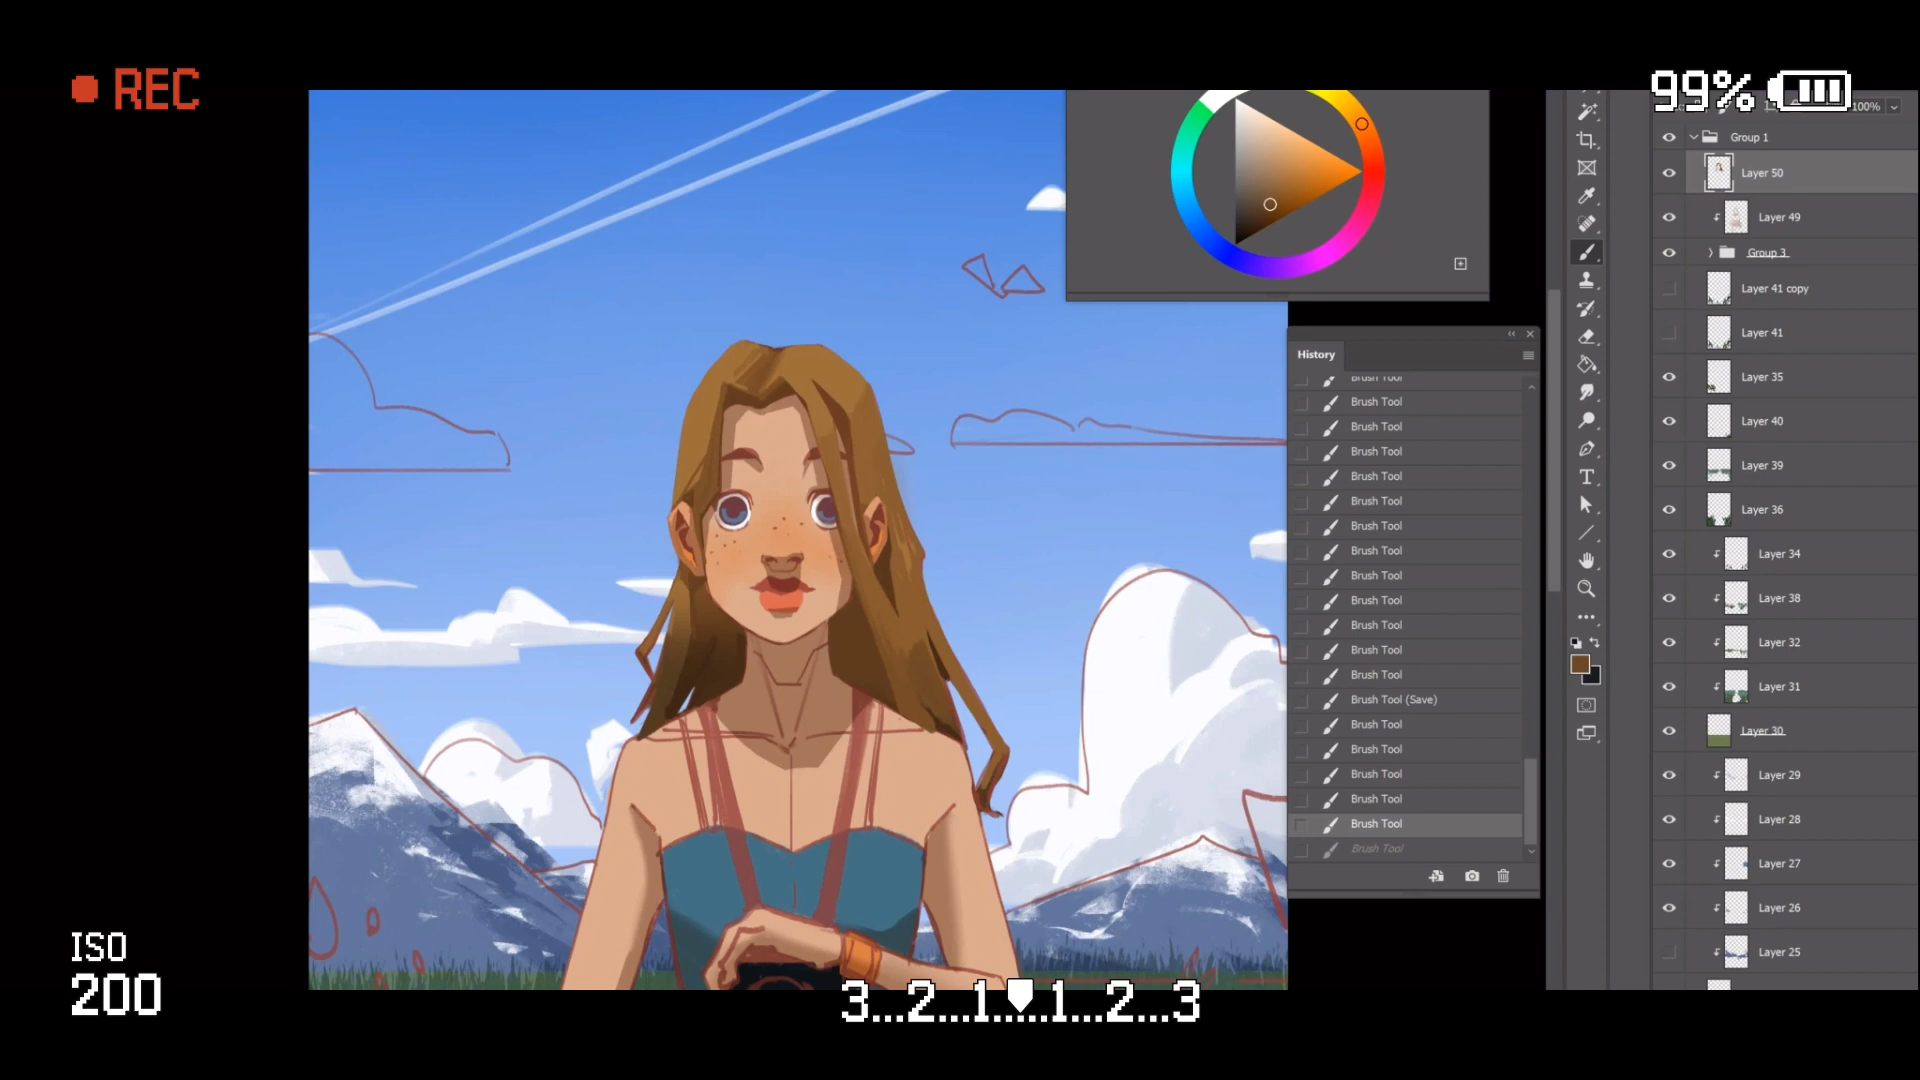 REC
99%
100%
Group 1
Layer 50
Layer 49
Group 3
Layer 41 copy
Layer 41
Layer 35
Layer 40
Layer 39
Layer 36
Layer 34
Layer 38
Layer 32
Layer 31
Layer 30
Layer 29
Layer 28
Layer 27
Layer 26
Layer 25
History
Brush Tool
Brush Tool
Brush Tool
Brush Tool
Brush Tool
Brush Tool
Brush Tool
Brush Tool
Brush Tool
Brush Tool
Brush Tool
Brush Tool
Brush Tool
Brush Tool (Save)
Brush Tool
Brush Tool
Brush Tool
Brush Tool
Brush Tool
Brush Tool
ISO
200
3...2...1...1...2...3